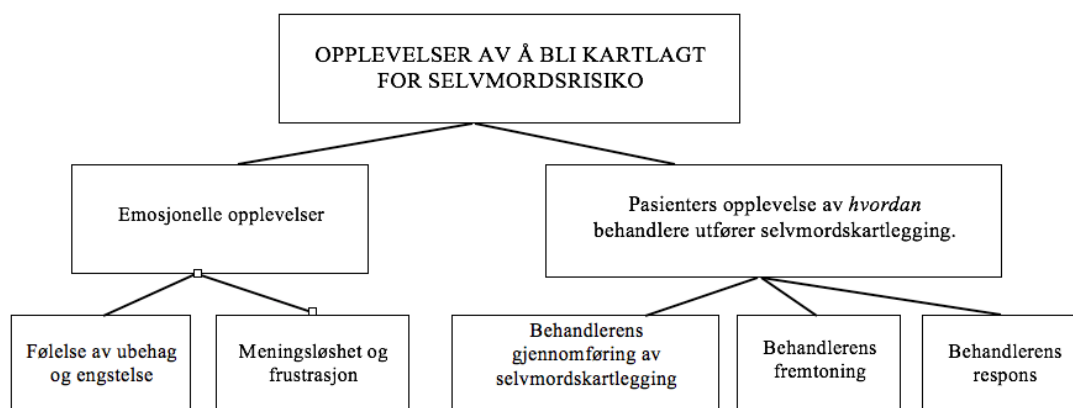 OPPLEVELSER AV Å BLI KARTLAGT
FOR SELVMORDSRISIKO
Emosjonelle opplevelser
Pasienters opplevelse av hvordan
behandlere utfører selvmordskartlegging.
Følelse av ubehag
og engstelse
Meningsløshet og
frustrasjon
Behandlerens
gjennomføring av
selvmordskartlegging
Behandlerens
fremtoning
Behandlerens
respons